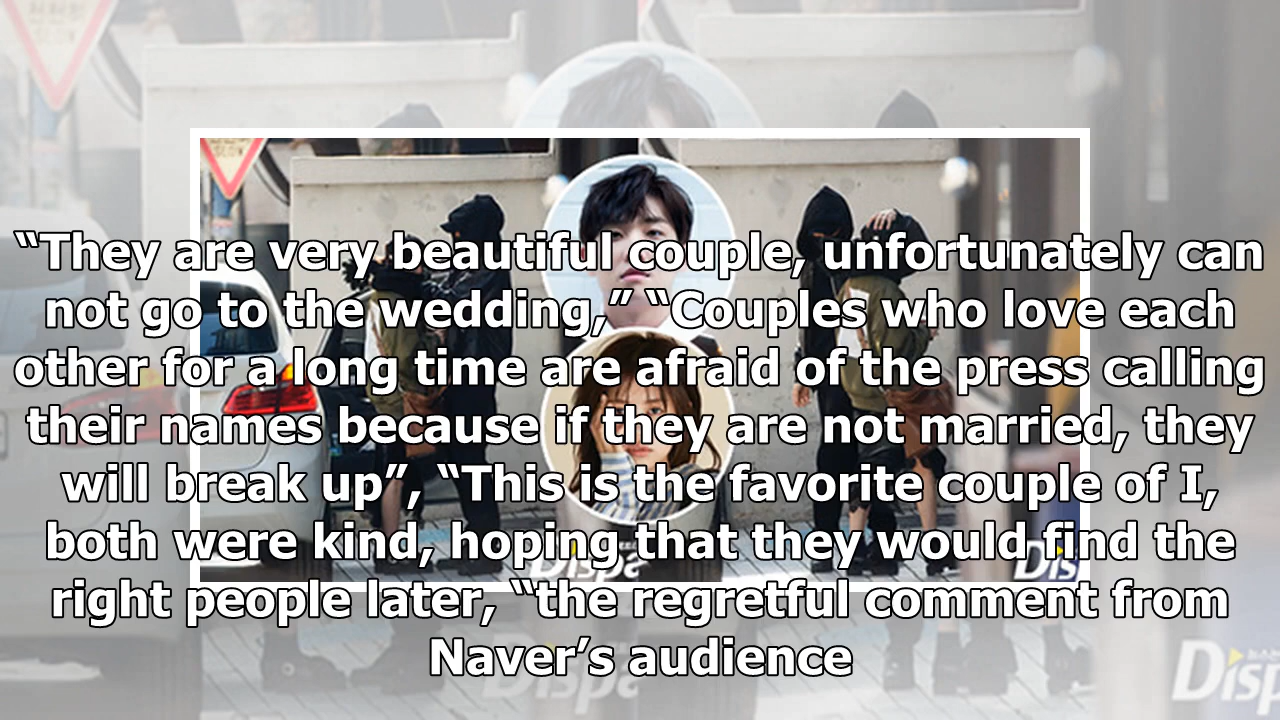 “They are very beautiful couple, unfortunately can
not go to the wedding,” “Couples who love each
other for a long time are afraid of the press calling
their names because if they are not married, they
will break up”, “This is the favorite couple of I,
both were kind, hoping that they would find the
right people later, “the regretful comment from
Naver’s audience
Dispa
Dis
Disp